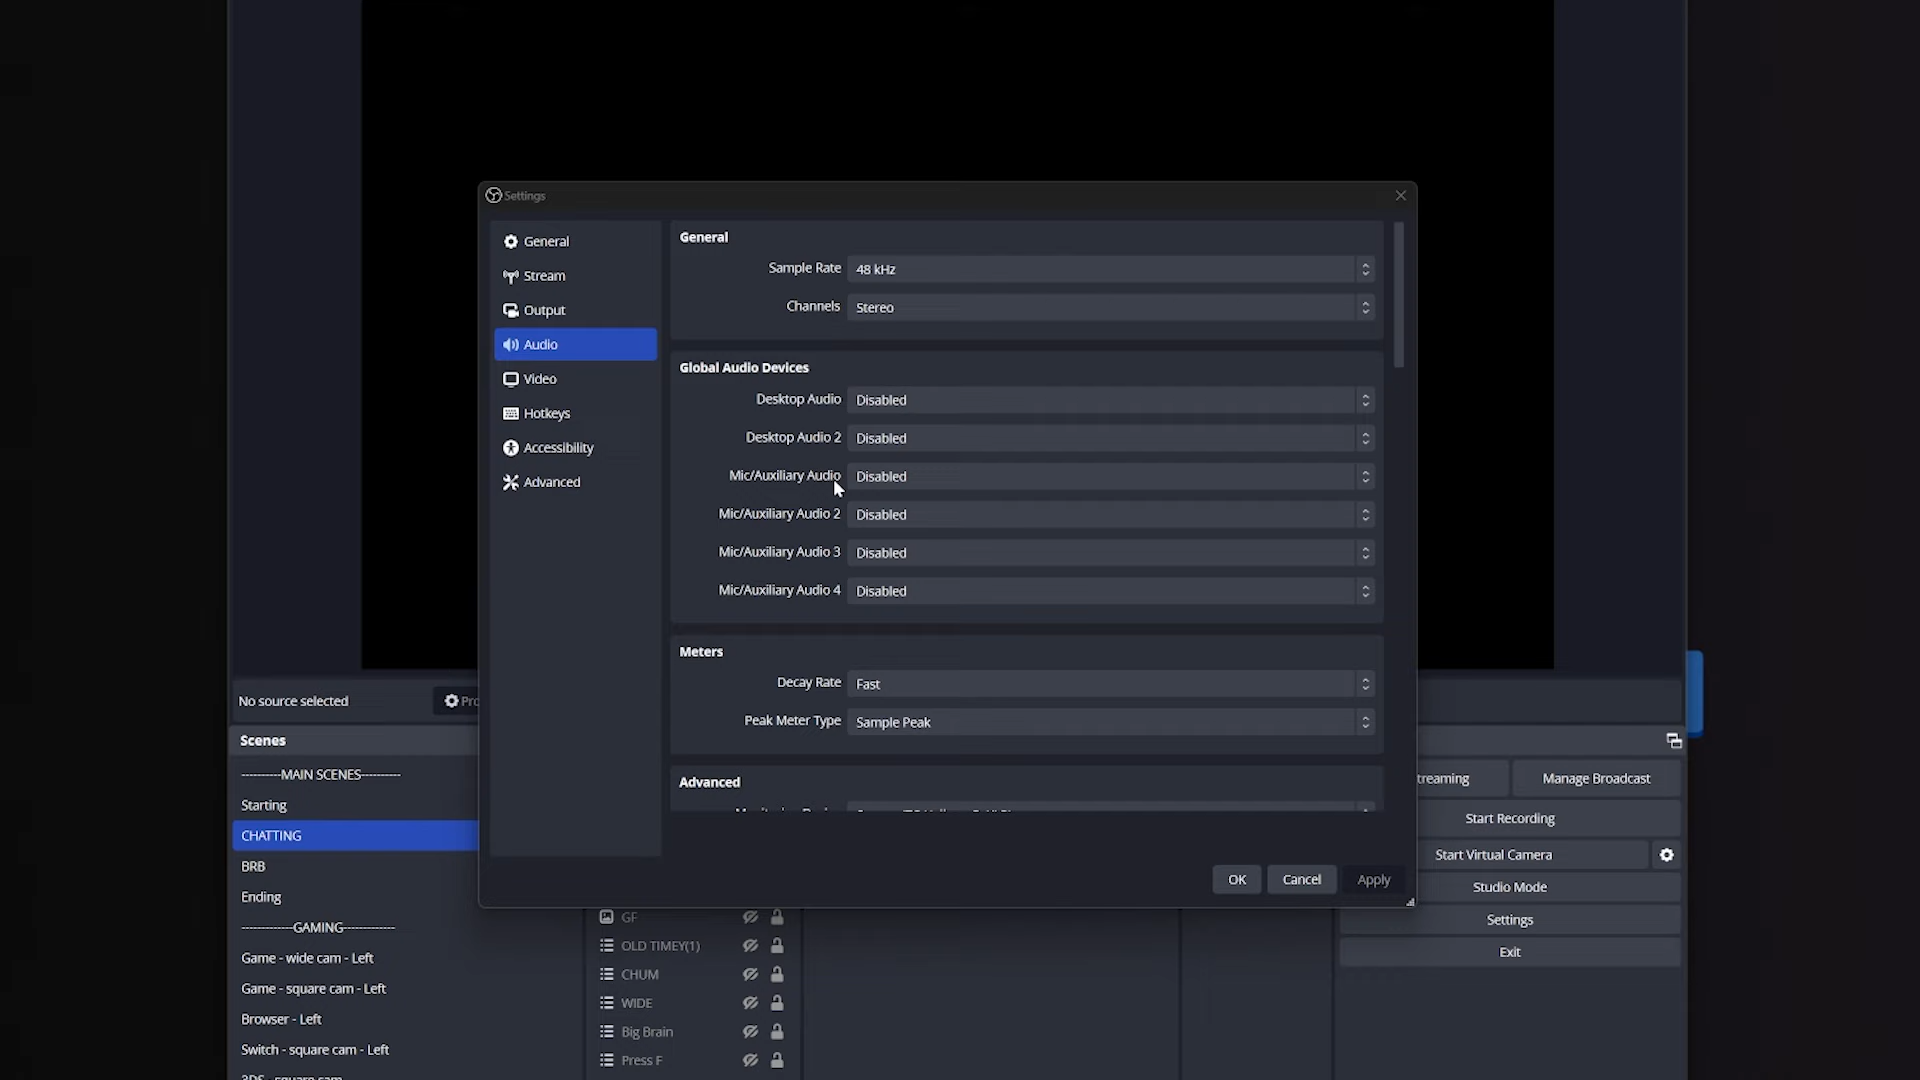 Settings
General
Stream
Output
Audio
Video
Hotkeys
Accessibility
Advanced
General
Sample Rate 48 kHz
Channels Stereo
Global Audio Devices
Desktop Audio Disabled
Desktop Audio 2 Disabled
Mic/Auxiliary Audio Disabled
Mic/Auxiliary Audio 2 Disabled
Mic/Auxiliary Audio 3 Disabled
Mic/Auxiliary Audio 4 Disabled
Meters
Decay Rate Fast
Peak Meter Type Sample Peak
Advanced
OK Cancel Apply
No source selected
Pro
Scenes
----------MAIN SCENES----------
Starting
CHATTING
BRB
Ending
-------------GAMING-------------
Game - wide cam - Left
Game - square cam - Left
Browser - Left
Switch - square cam - Left
GF
OLD TIMEY(1)
CHUM
WIDE
Big Brain
Press F
treaming Manage Broadcast
Start Recording
Start Virtual Camera
Studio Mode
Settings
Exit